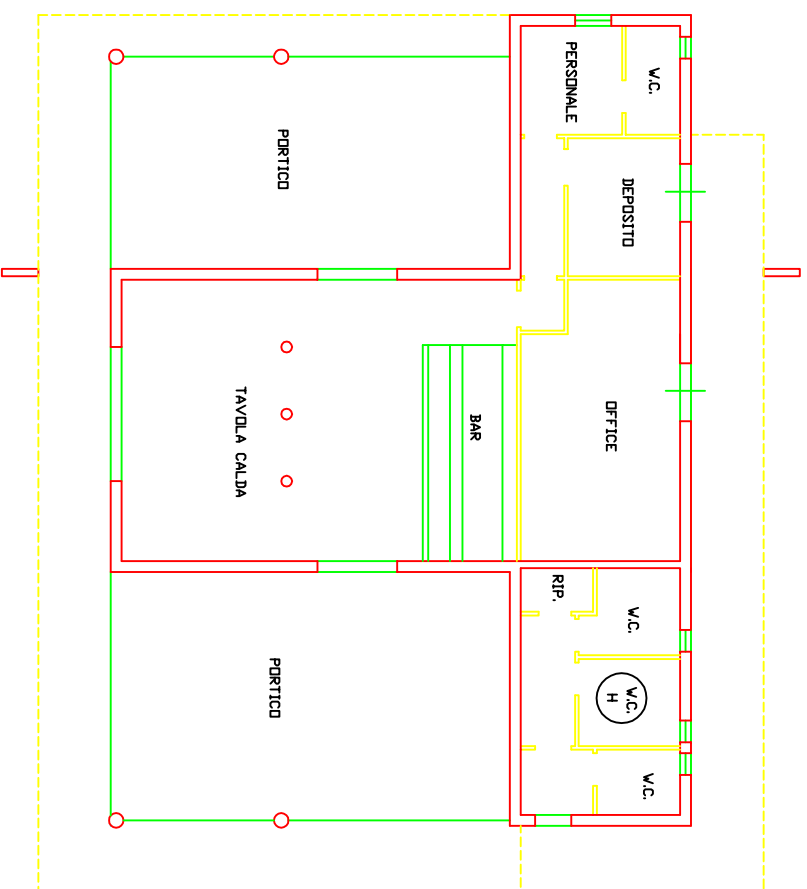 W.C.
PERSONALE
PORTICO
DEPOSITO
TAVOLA CALDA
BAR
OFFICE
RIP.
W.C.
PORTICO
W.C.
H
W.C.